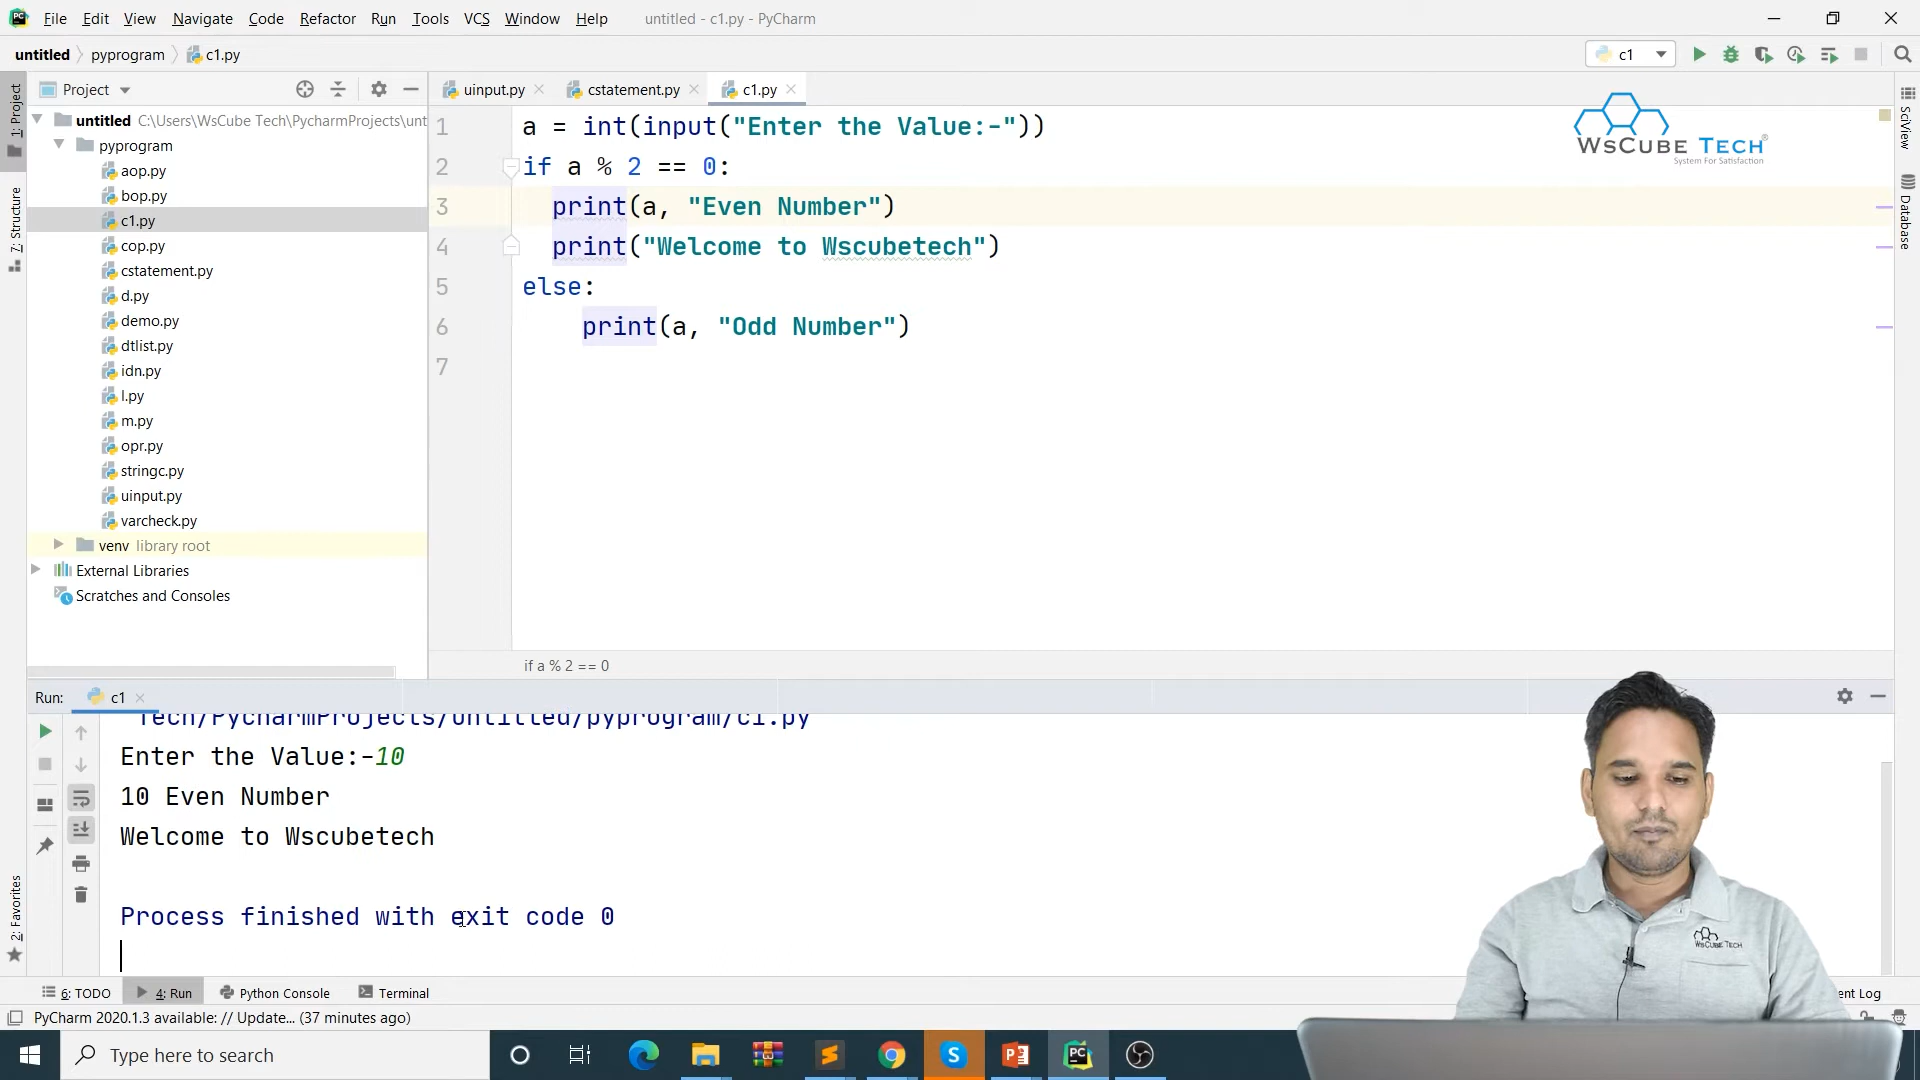 File Edit View Navigate Code Refactor Run Tools VCS Window Help untitled - c1.py - PyCharm
untitled pyprogram c1.py
c1
1: Project
7: Structure
2: Favorites
SciView
Database
Project
untitled C:\Users\WsCube Tech\PycharmProjects\unt
pyprogram
aop.py
bop.py
c1.py
cop.py
cstatement.py
d.py
demo.py
dtlist.py
idn.py
l.py
m.py
opr.py
stringc.py
uinput.py
varcheck.py
venv library root
External Libraries
Scratches and Consoles
uinput.py cstatement.py c1.py
1 a = int(input("Enter the Value:-"))
2 if a % 2 == 0:
3 print(a, "Even Number")
4 print("Welcome to Wscubetech")
5 else:
6 print(a, "Odd Number")
7
WsCube Tech
System For Satisfaction
if a % 2 == 0
Run: c1
Tech/PycharmProjects/untitled/pyprogram/c1.py
Enter the Value:-10
10 Even Number
Welcome to Wscubetech
Process finished with exit code 0
WsCube Tech
6: TODO 4: Run Python Console Terminal ent Log
PyCharm 2020.1.3 available: // Update... (37 minutes ago)
Type here to search